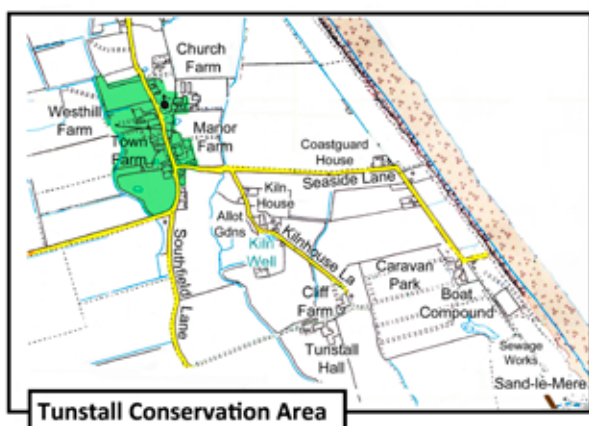 Church
Farm
Westhill
Farm
Town
Farm
Manor
Farm
Coastguard
House
Seaside Lane
Kiln
House
Allot
Gdns
Kilnhouse La
Kiln
Well
Southfield Lane
Caravan
Park
Cliff
Farm
Boat
Compound
Tunstall
Hall
Sewage
Works
Sand-le-Mere
Tunstall Conservation Area